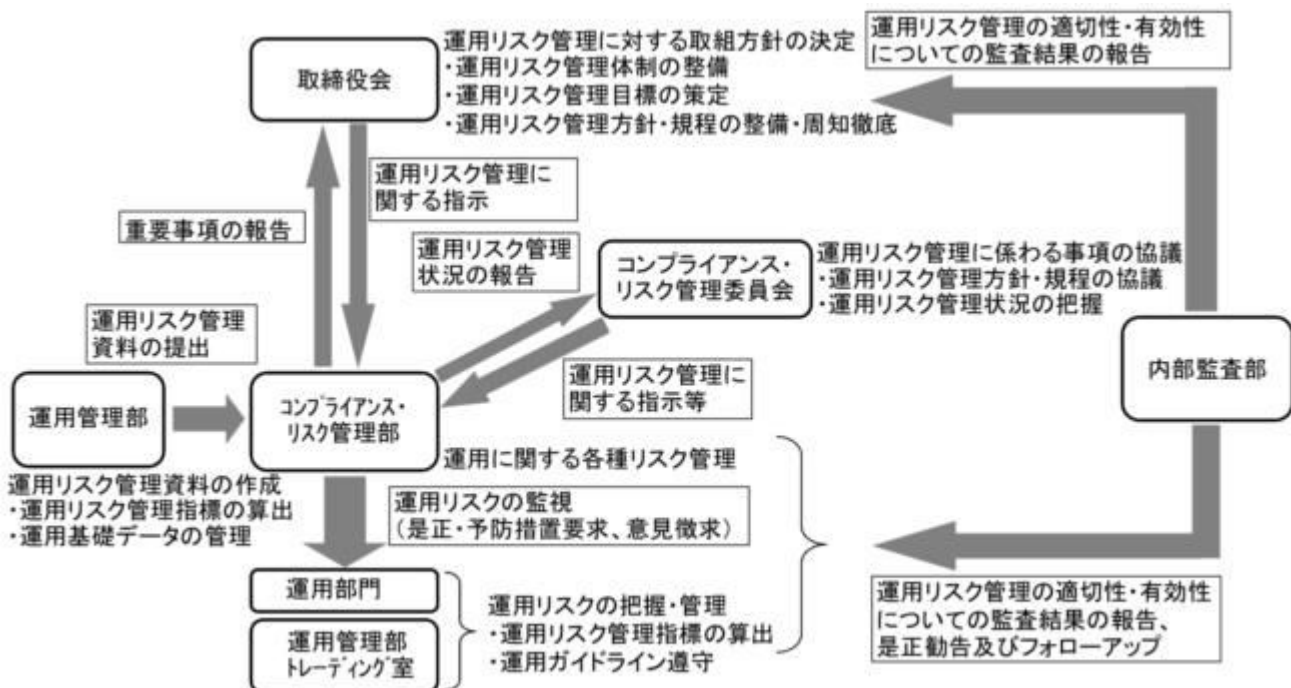 取締役会
運用リスク管理に対する取組方針の決定
・運用リスク管理体制の整備
・運用リスク管理目標の策定
・運用リスク管理方針・規程の整備・周知徹底
運用リスク管理の適切性・有効性
についての監査結果の報告
運用リスク管理に
関する指示
重要事項の報告
運用リスク管理
状況の報告
コンプライアンス・
リスク管理委員会
運用リスク管理に係わる事項の協議
・運用リスク管理方針・規程の協議
・運用リスク管理状況の把握
運用リスク管理
資料の提出
内部監査部
運用管理部
コンプライアンス・
リスク管理部
運用リスク管理に
関する指示等
運用に関する各種リスク管理
運用リスク管理資料の作成
・運用リスク管理指標の算出
・運用基礎データの管理
運用リスクの監視
（是正・予防措置要求、意見徴求）
運用部門
運用管理部
トレーディング室
運用リスクの把握・管理
・運用リスク管理指標の算出
・運用ガイドライン遵守
運用リスク管理の適切性・有効性
についての監査結果の報告、
是正勧告及びフォローアップ